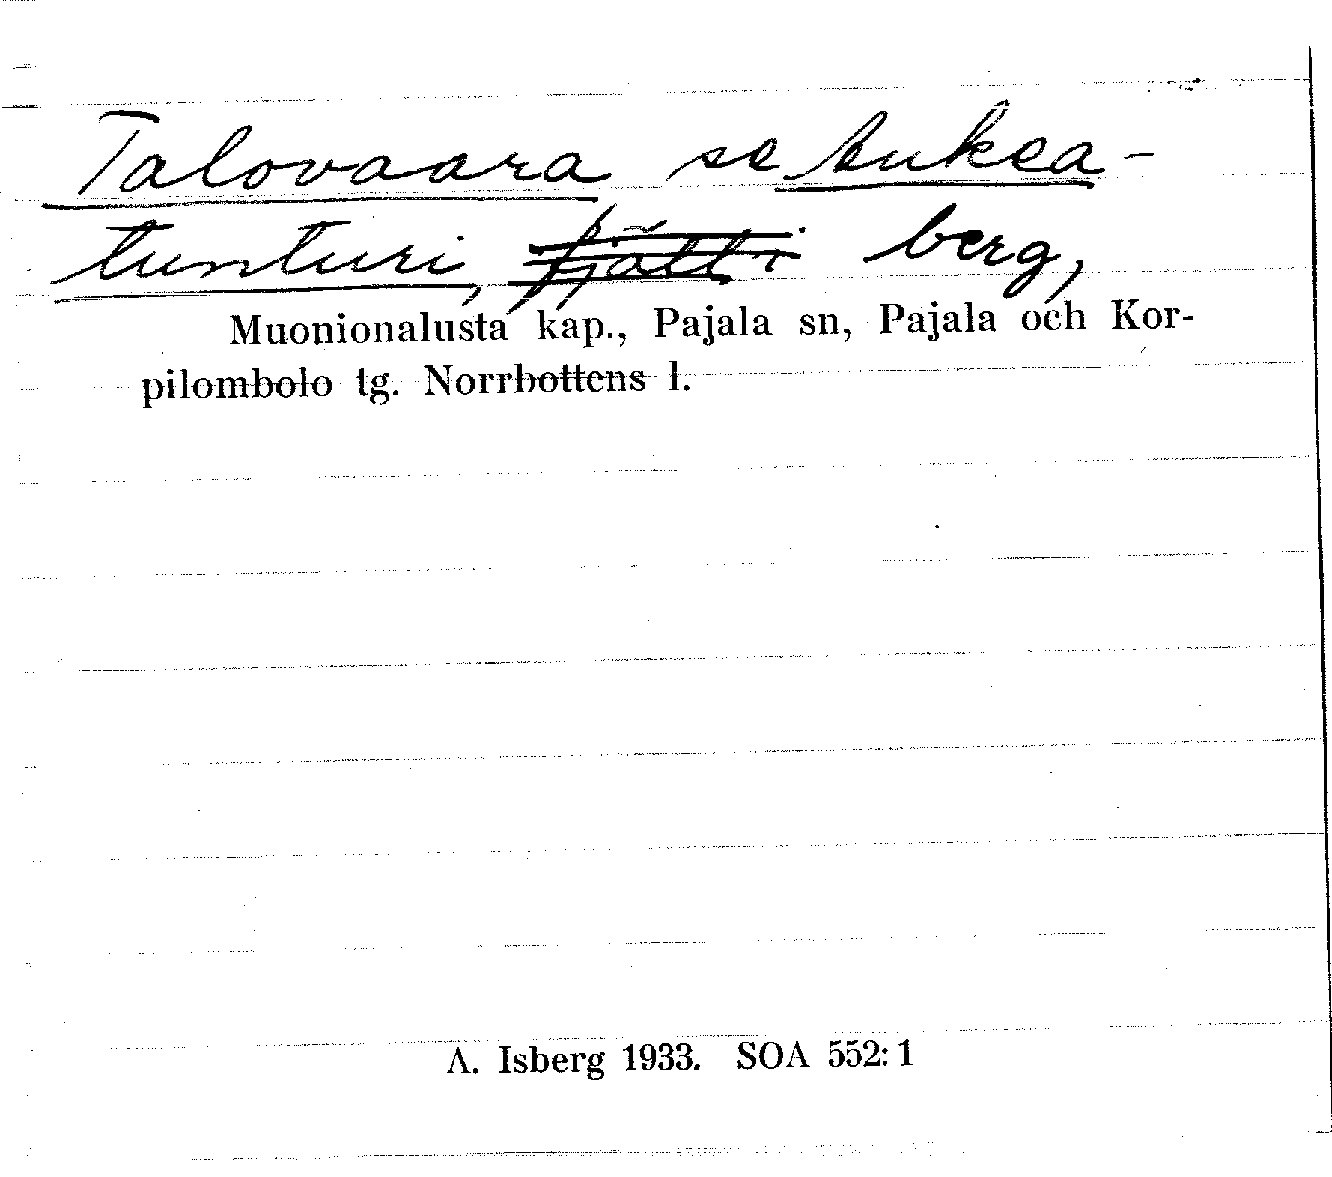 Talovaara se Aukea-
tunturi, fjäll i berg,
Muonionalusta kap., Pajala sn, Pajala och Kor-
pilombolo tg. Norrbottens l.
A. Isberg 1933. SOA 552:1